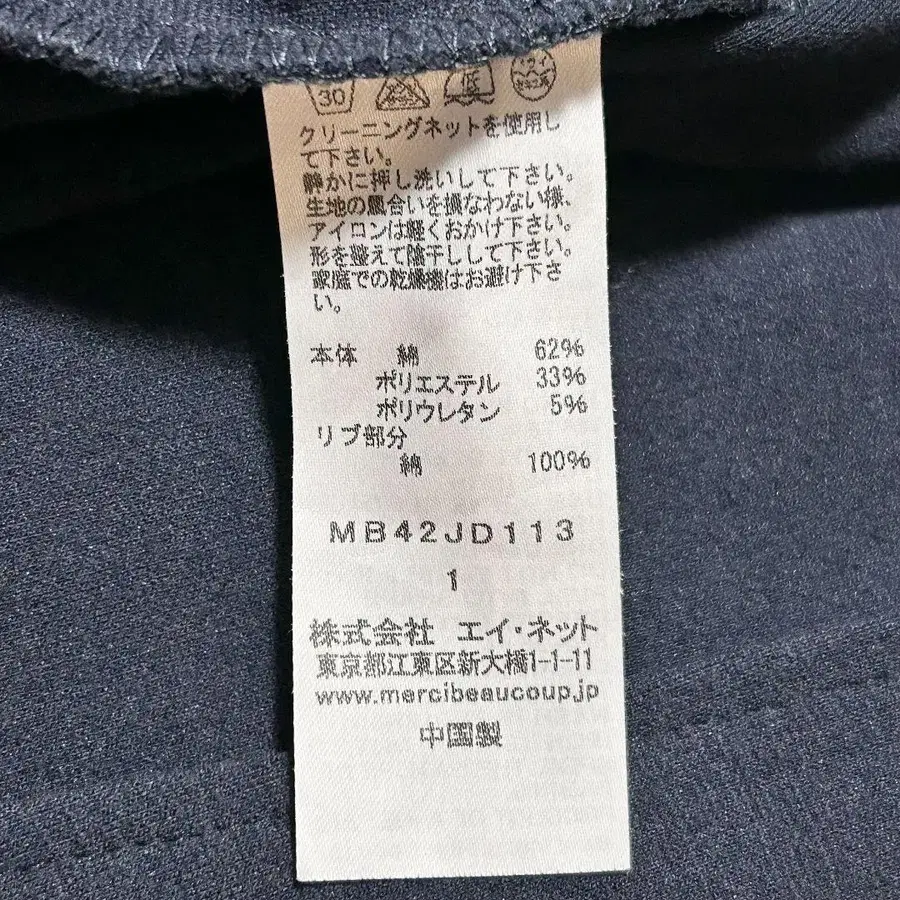 30 低
クリーニングネットを使用し
て下さい。
静かに押し洗いして下さい。
生地の風合いを損なわない様、
アイロンは軽くおかけ下さい。
形を整えて陰干しして下さい。
家庭での乾燥機はお避け下さ
い。
本体 綿 62%
ポリエステル 33%
ポリウレタン 5%
リブ部分
綿 100%
MB42JD113
1
株式会社 エイ・ネット
東京都江東区新大橋1-1-11
www.mercibeaucoup.jp
中国製